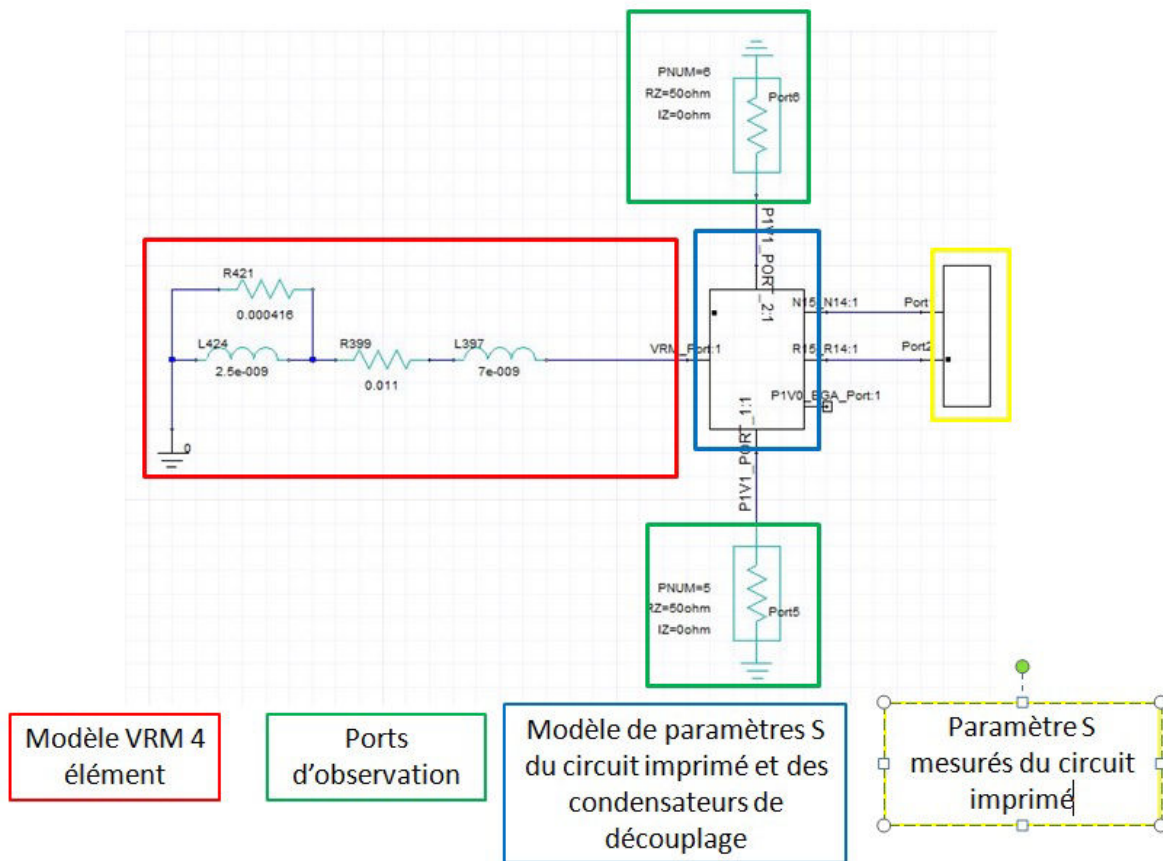 PNUM=6
RZ=50ohm
IZ=0ohm
Port6
P1V1_PORT_2:1
R421
0.000416
L424
2.5e-009
R399
0.011
L397
7e-009
0
VRM_Port:1
N15_N14:1
R15_R14:1
P1V0_BGA_Port:1
Port
Port2
P1V1_PORT_1:1
PNUM=5
RZ=50ohm
IZ=0ohm
Port5
Modèle VRM 4
élément
Ports
d’observation
Modèle de paramètres S
du circuit imprimé et des
condensateurs de
découplage
Paramètre S
mesurés du circuit
imprimé